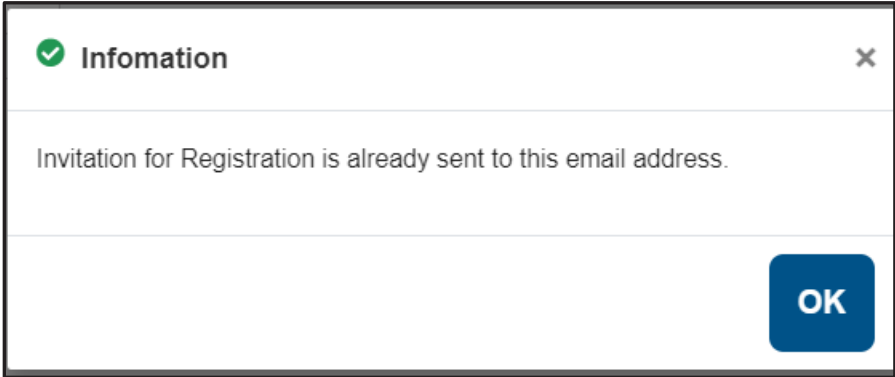 Infomation
Invitation for Registration is already sent to this email address.
OK